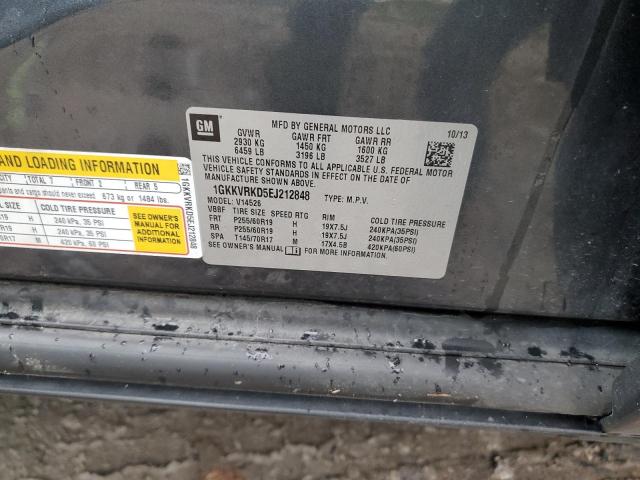 GM
MFD BY GENERAL MOTORS LLC
10/13
GVWR GAWR FRT GAWR RR
2930 KG 1450 KG 1600 KG
6459 LB 3196 LB 3527 LB
THIS VEHICLE CONFORMS TO ALL APPLICABLE U.S. FEDERAL MOTOR
VEHICLE SAFETY STANDARDS IN EFFECT ON THE DATE OF
MANUFACTURE SHOWN ABOVE.
1GKKVRKD5EJ212848 TYPE: M.P.V.
MODEL: V14526
VBBF TIRE SIZE SPEED RTG RIM COLD TIRE PRESSURE
FRT P255/60R19 H 19X7.5J 240KPA(35PSI)
RR P255/60R19 H 19X7.5J 240KPA(35PSI)
SPA T145/70R17 M 17X4.5B 420KPA(60PSI)
SEE OWNER'S MANUAL FOR MORE INFORMATION.
AND LOADING INFORMATION
TOTAL 7 FRONT 2 REAR 5
and cargo should never exceed 673 kg or 1484 lbs.
COLD TIRE PRESSURE
R19 H 240 kPa, 35 PSI
R19 H 240 kPa, 35 PSI
R17 M 420 kPa, 60 PSI
SEE OWNER'S
MANUAL FOR
ADDITIONAL
INFORMATION
1GKKVRKD5EJ212848